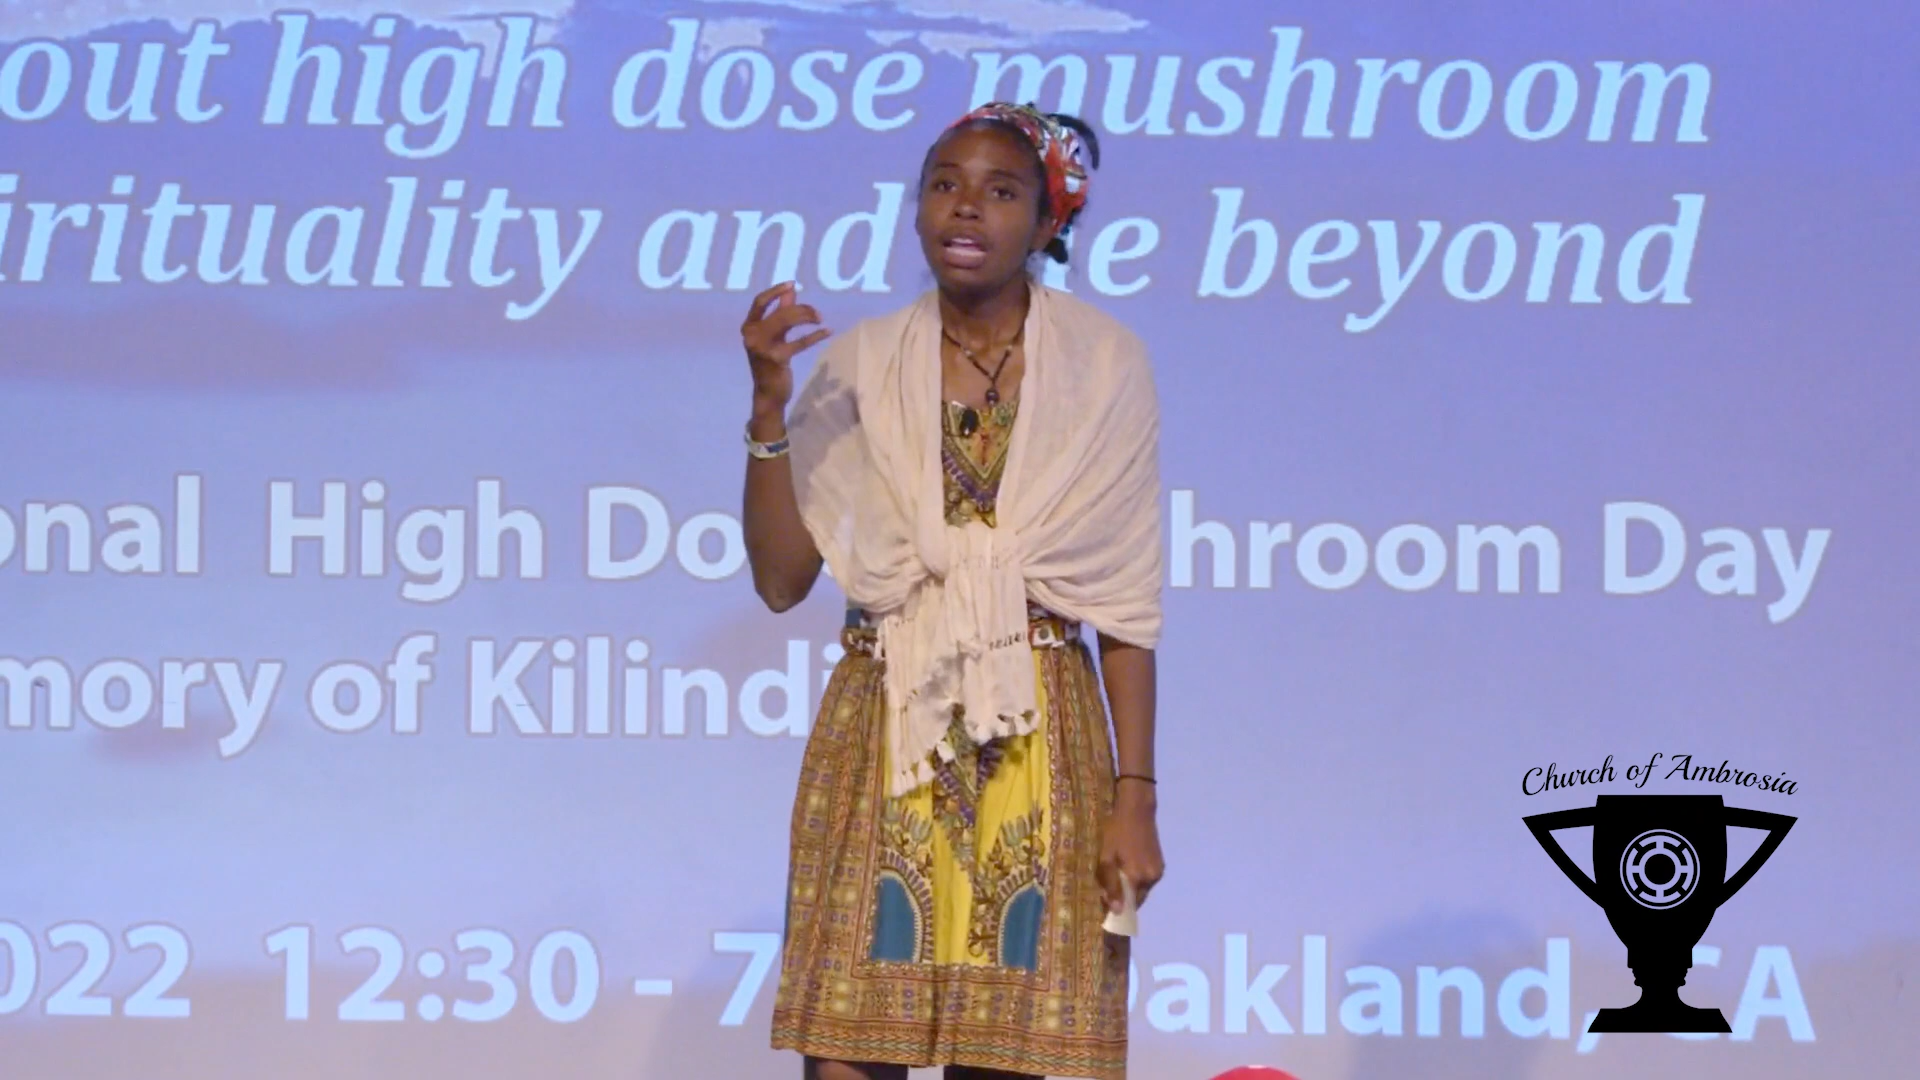 out high dose mushroom
irituality and beyond
onal High Do hroom Day
mory of Kilindi
022 12:30 - 7 Oakland, CA
Church of Ambrosia